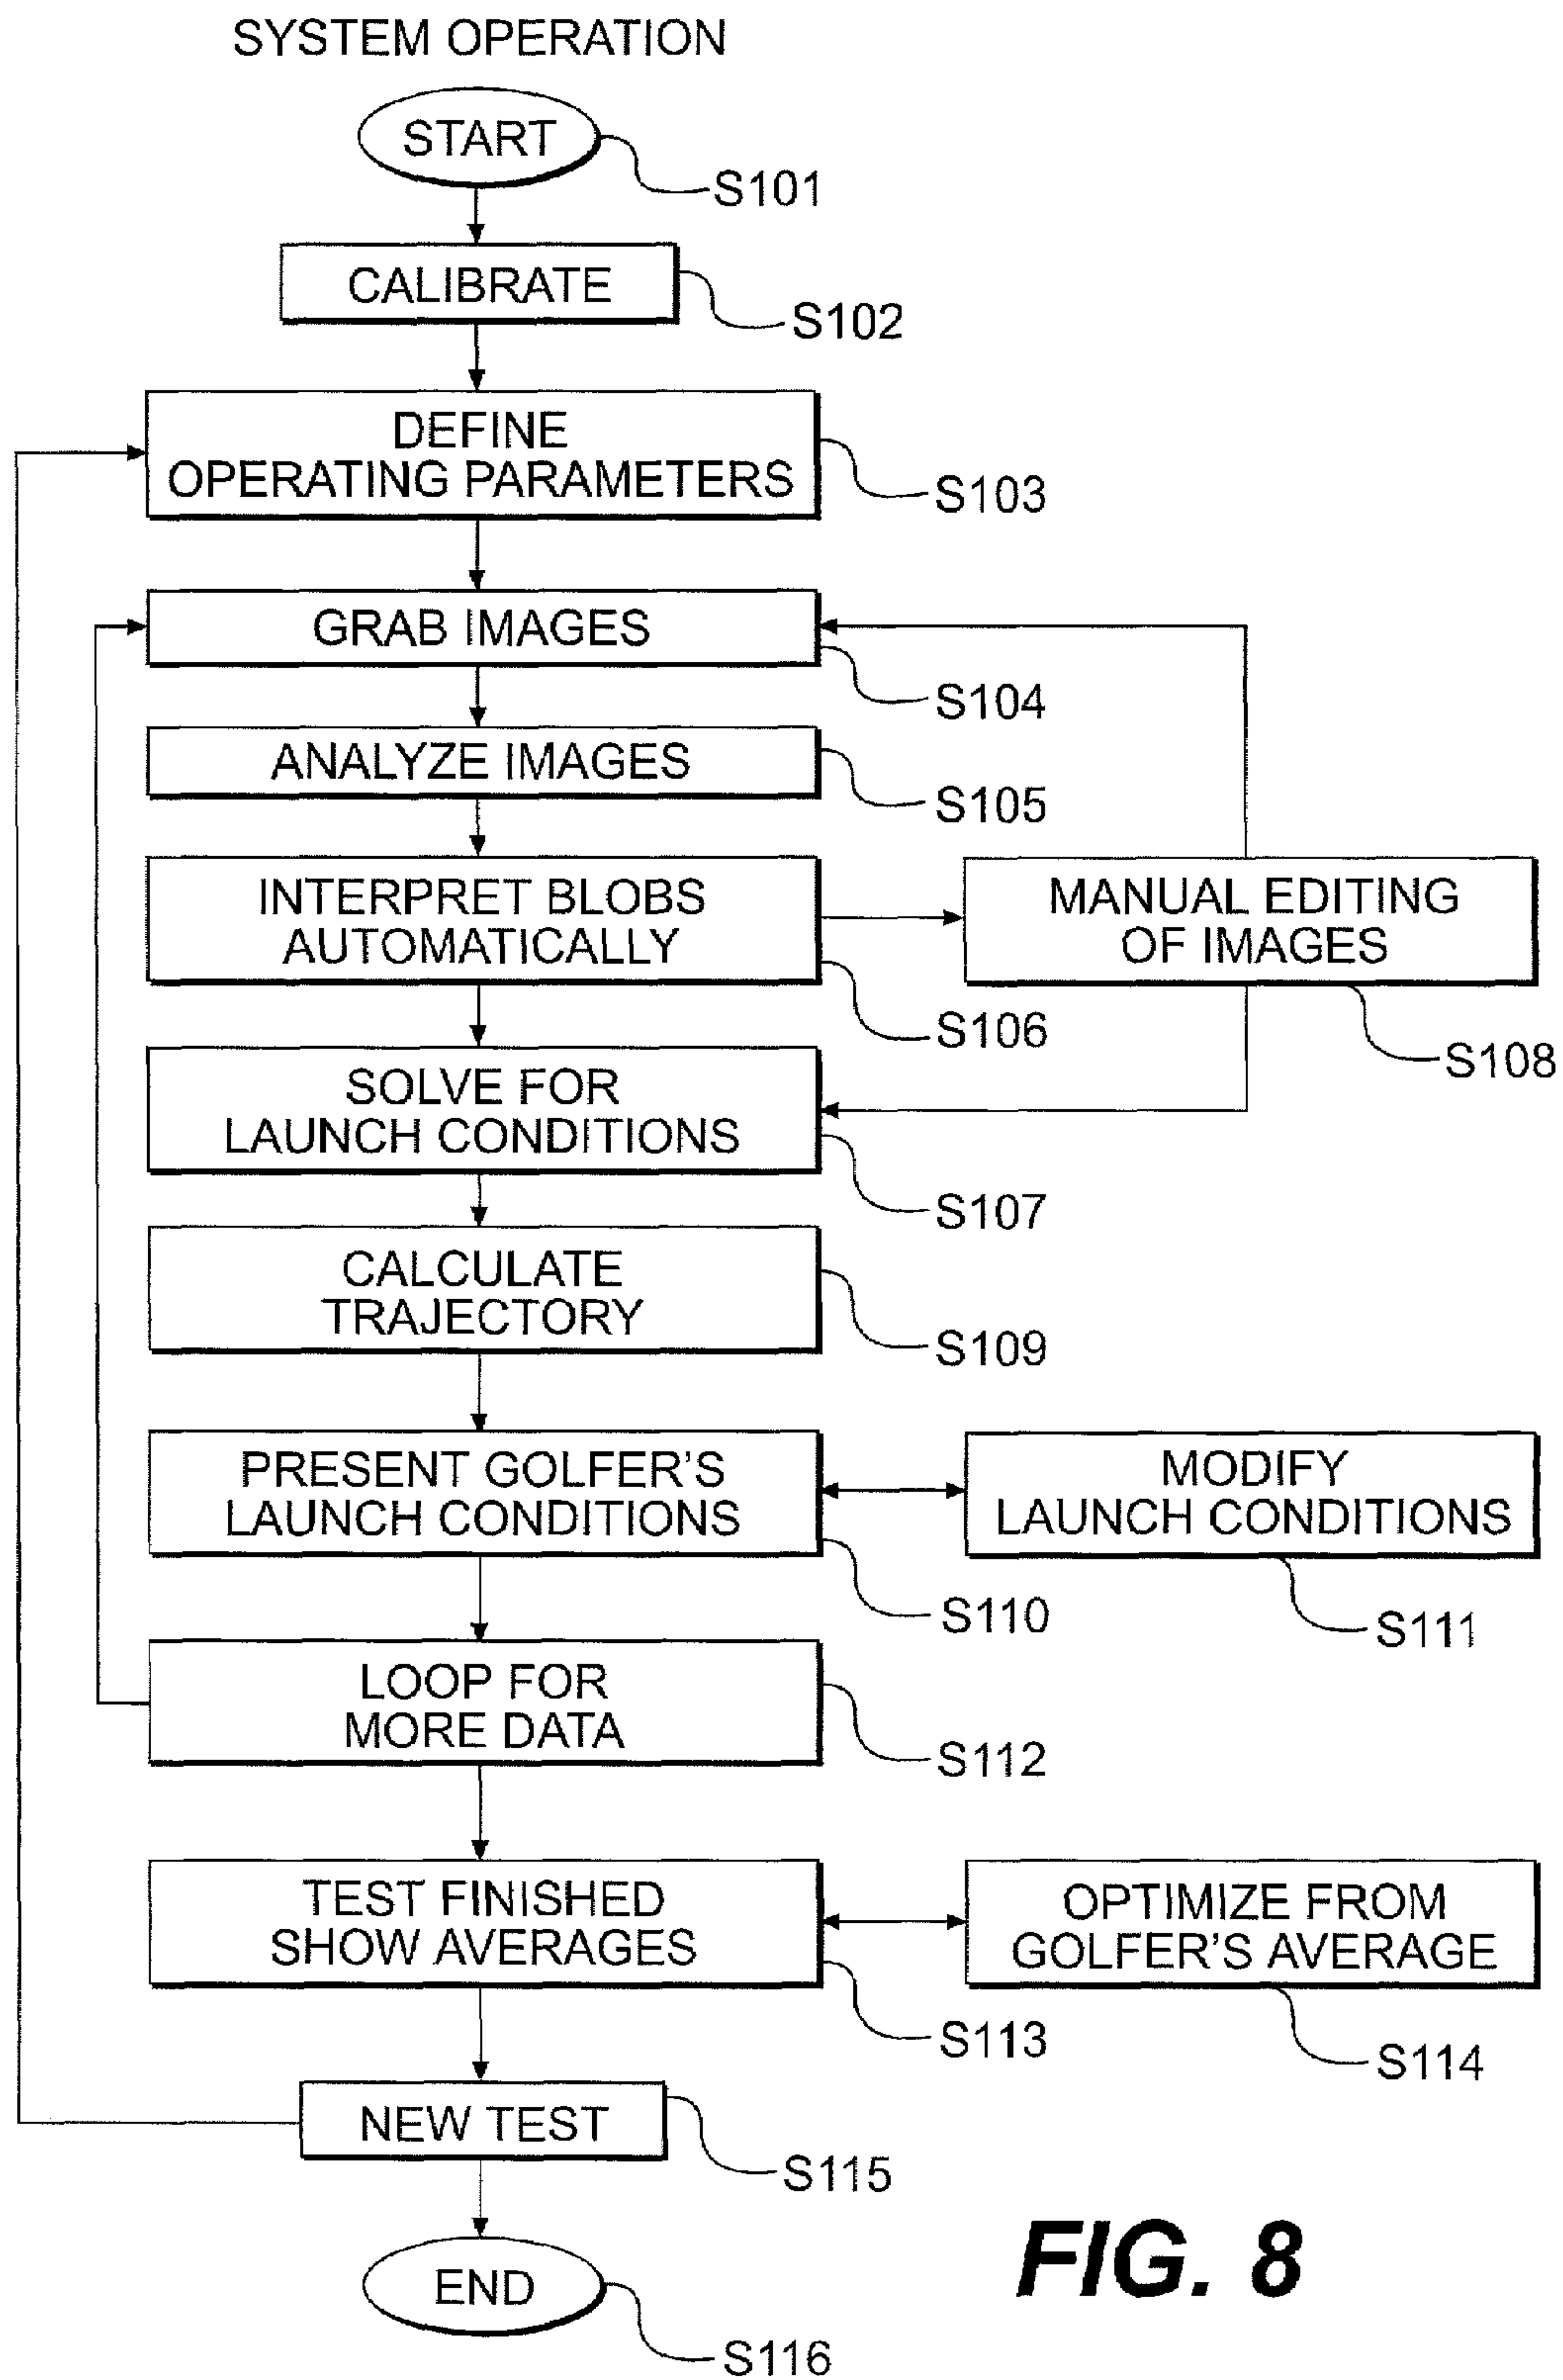 SYSTEM OPERATION
START
S101
CALIBRATE
S102
DEFINE
OPERATING PARAMETERS
S103
GRAB IMAGES
S104
ANALYZE IMAGES
S105
INTERPRET BLOBS
AUTOMATICALLY
S106
MANUAL EDITING
OF IMAGES
S108
SOLVE FOR
LAUNCH CONDITIONS
S107
CALCULATE
TRAJECTORY
S109
PRESENT GOLFER'S
LAUNCH CONDITIONS
S110
MODIFY
LAUNCH CONDITIONS
S111
LOOP FOR
MORE DATA
S112
TEST FINISHED
SHOW AVERAGES
S113
OPTIMIZE FROM
GOLFER'S AVERAGE
S114
NEW TEST
S115
END
S116
FIG. 8